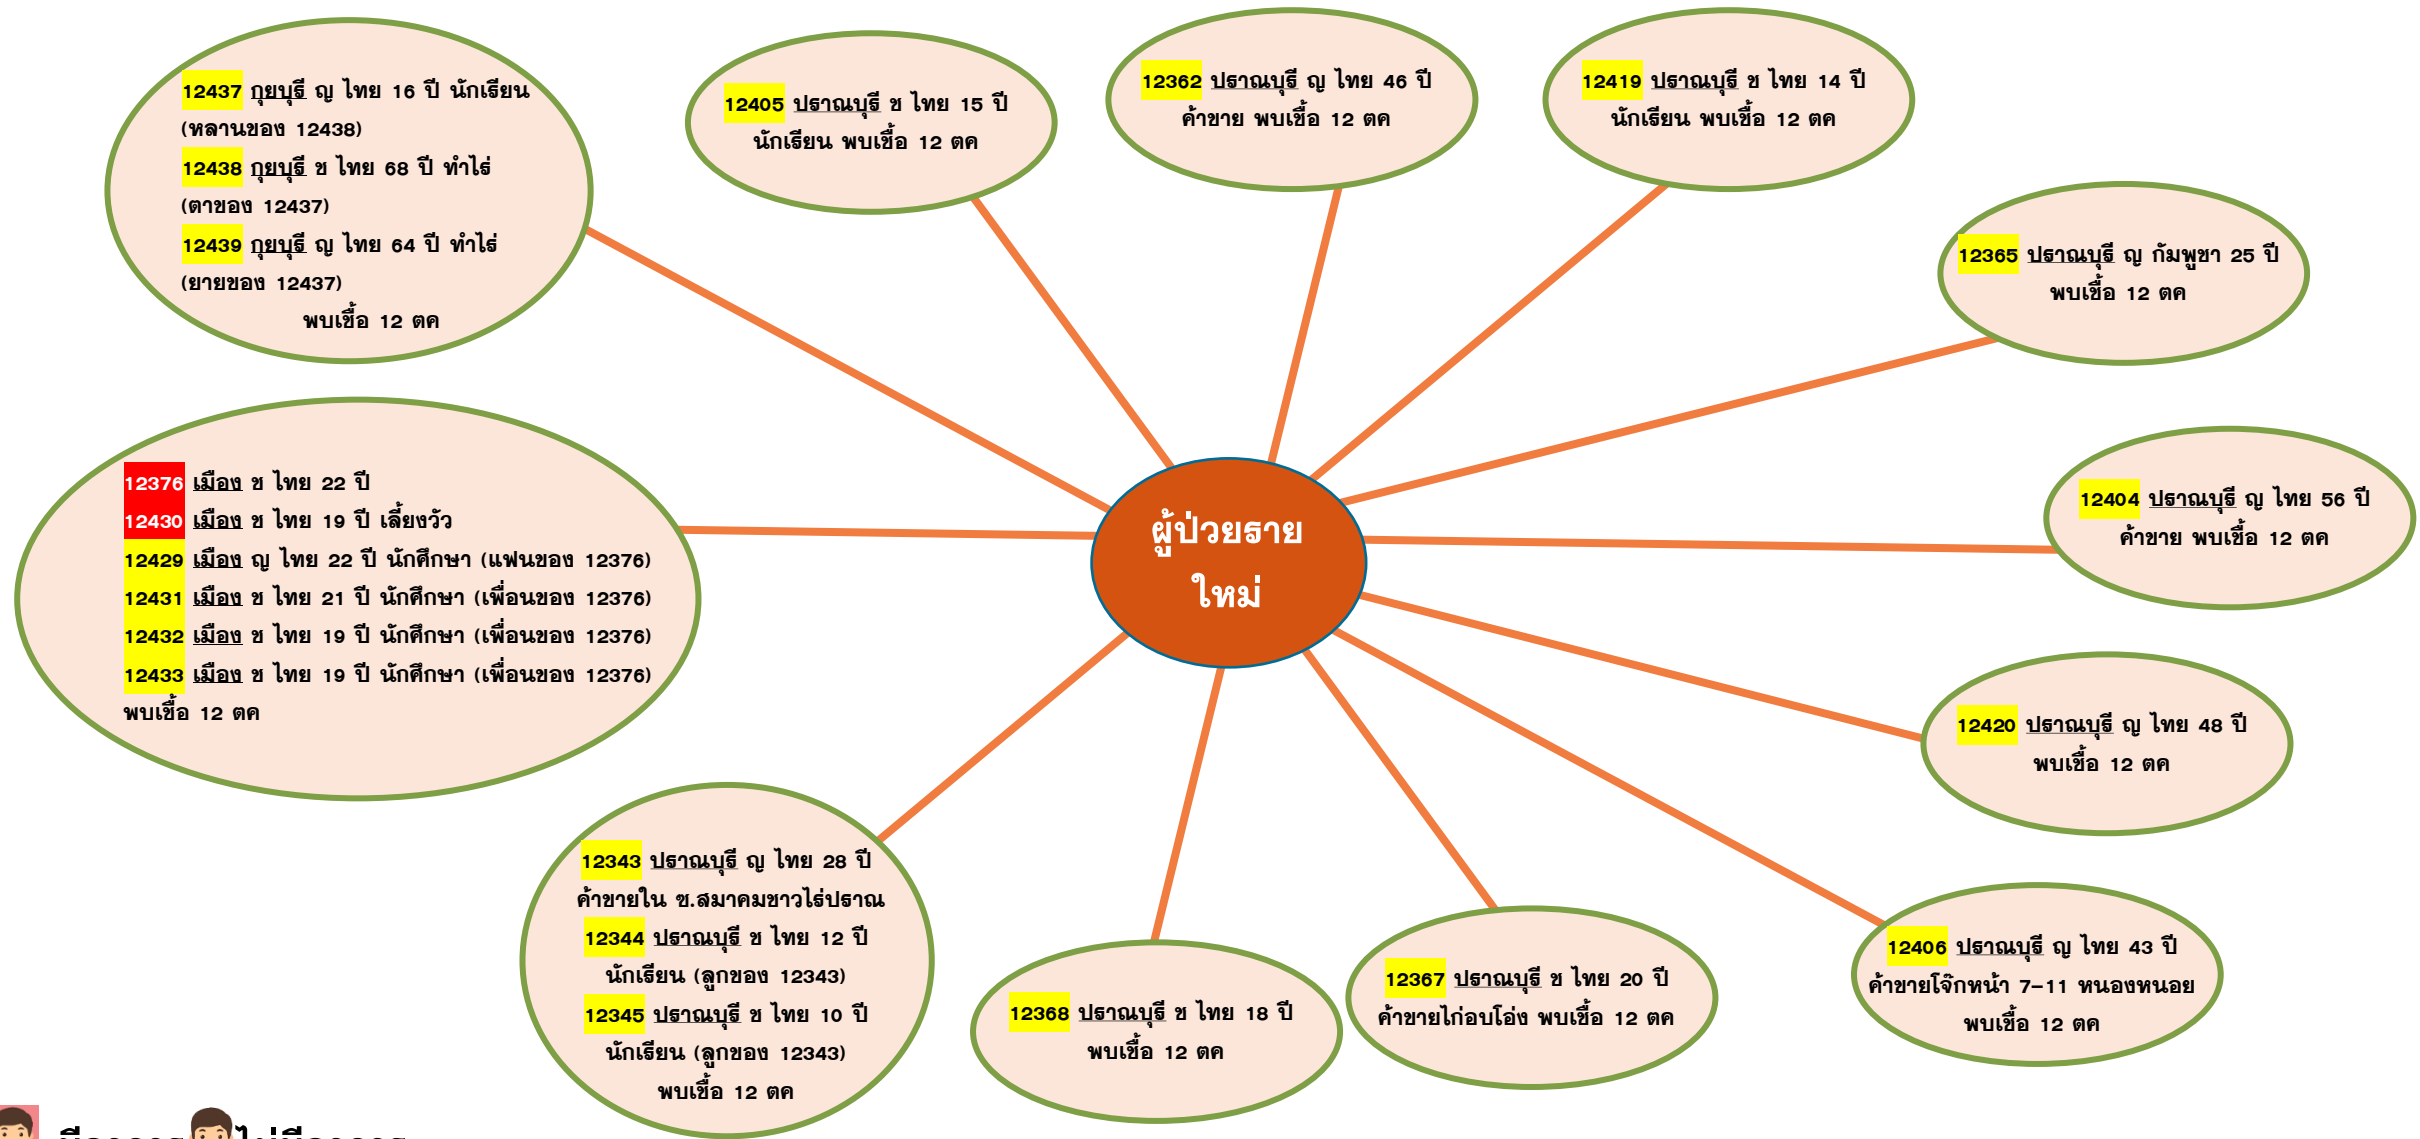 12437 กุยบุรี ญ ไทย 16 ปี นักเรียน
(หลานของ 12438)
12438 กุยบุรี ช ไทย 68 ปี ทำไร่
(ตาของ 12437)
12439 กุยบุรี ญ ไทย 64 ปี ทำไร่
(ยายของ 12437)
พบเชื้อ 12 ตค
12405 ปราณบุรี ช ไทย 15 ปี
นักเรียน พบเชื้อ 12 ตค
12362 ปราณบุรี ญ ไทย 46 ปี
ค้าขาย พบเชื้อ 12 ตค
12419 ปราณบุรี ช ไทย 14 ปี
นักเรียน พบเชื้อ 12 ตค
12365 ปราณบุรี ญ กัมพูชา 25 ปี
พบเชื้อ 12 ตค
12376 เมือง ช ไทย 22 ปี
12430 เมือง ช ไทย 19 ปี เลี้ยงวัว
12429 เมือง ญ ไทย 22 ปี นักศึกษา (แฟนของ 12376)
12431 เมือง ช ไทย 21 ปี นักศึกษา (เพื่อนของ 12376)
12432 เมือง ช ไทย 19 ปี นักศึกษา (เพื่อนของ 12376)
12433 เมือง ช ไทย 19 ปี นักศึกษา (เพื่อนของ 12376)
พบเชื้อ 12 ตค
ผู้ป่วยราย
ใหม่
12404 ปราณบุรี ญ ไทย 56 ปี
ค้าขาย พบเชื้อ 12 ตค
12420 ปราณบุรี ญ ไทย 48 ปี
พบเชื้อ 12 ตค
12343 ปราณบุรี ญ ไทย 28 ปี
ค้าขายใน ซ.สมาคมชาวไร่ปราณ
12344 ปราณบุรี ช ไทย 12 ปี
นักเรียน (ลูกของ 12343)
12345 ปราณบุรี ช ไทย 10 ปี
นักเรียน (ลูกของ 12343)
พบเชื้อ 12 ตค
12368 ปราณบุรี ช ไทย 18 ปี
พบเชื้อ 12 ตค
12367 ปราณบุรี ช ไทย 20 ปี
ค้าขายไก่อบโอ่ง พบเชื้อ 12 ตค
12406 ปราณบุรี ญ ไทย 43 ปี
ค้าขายโจ๊กหน้า 7-11 หนองหนอย
พบเชื้อ 12 ตค